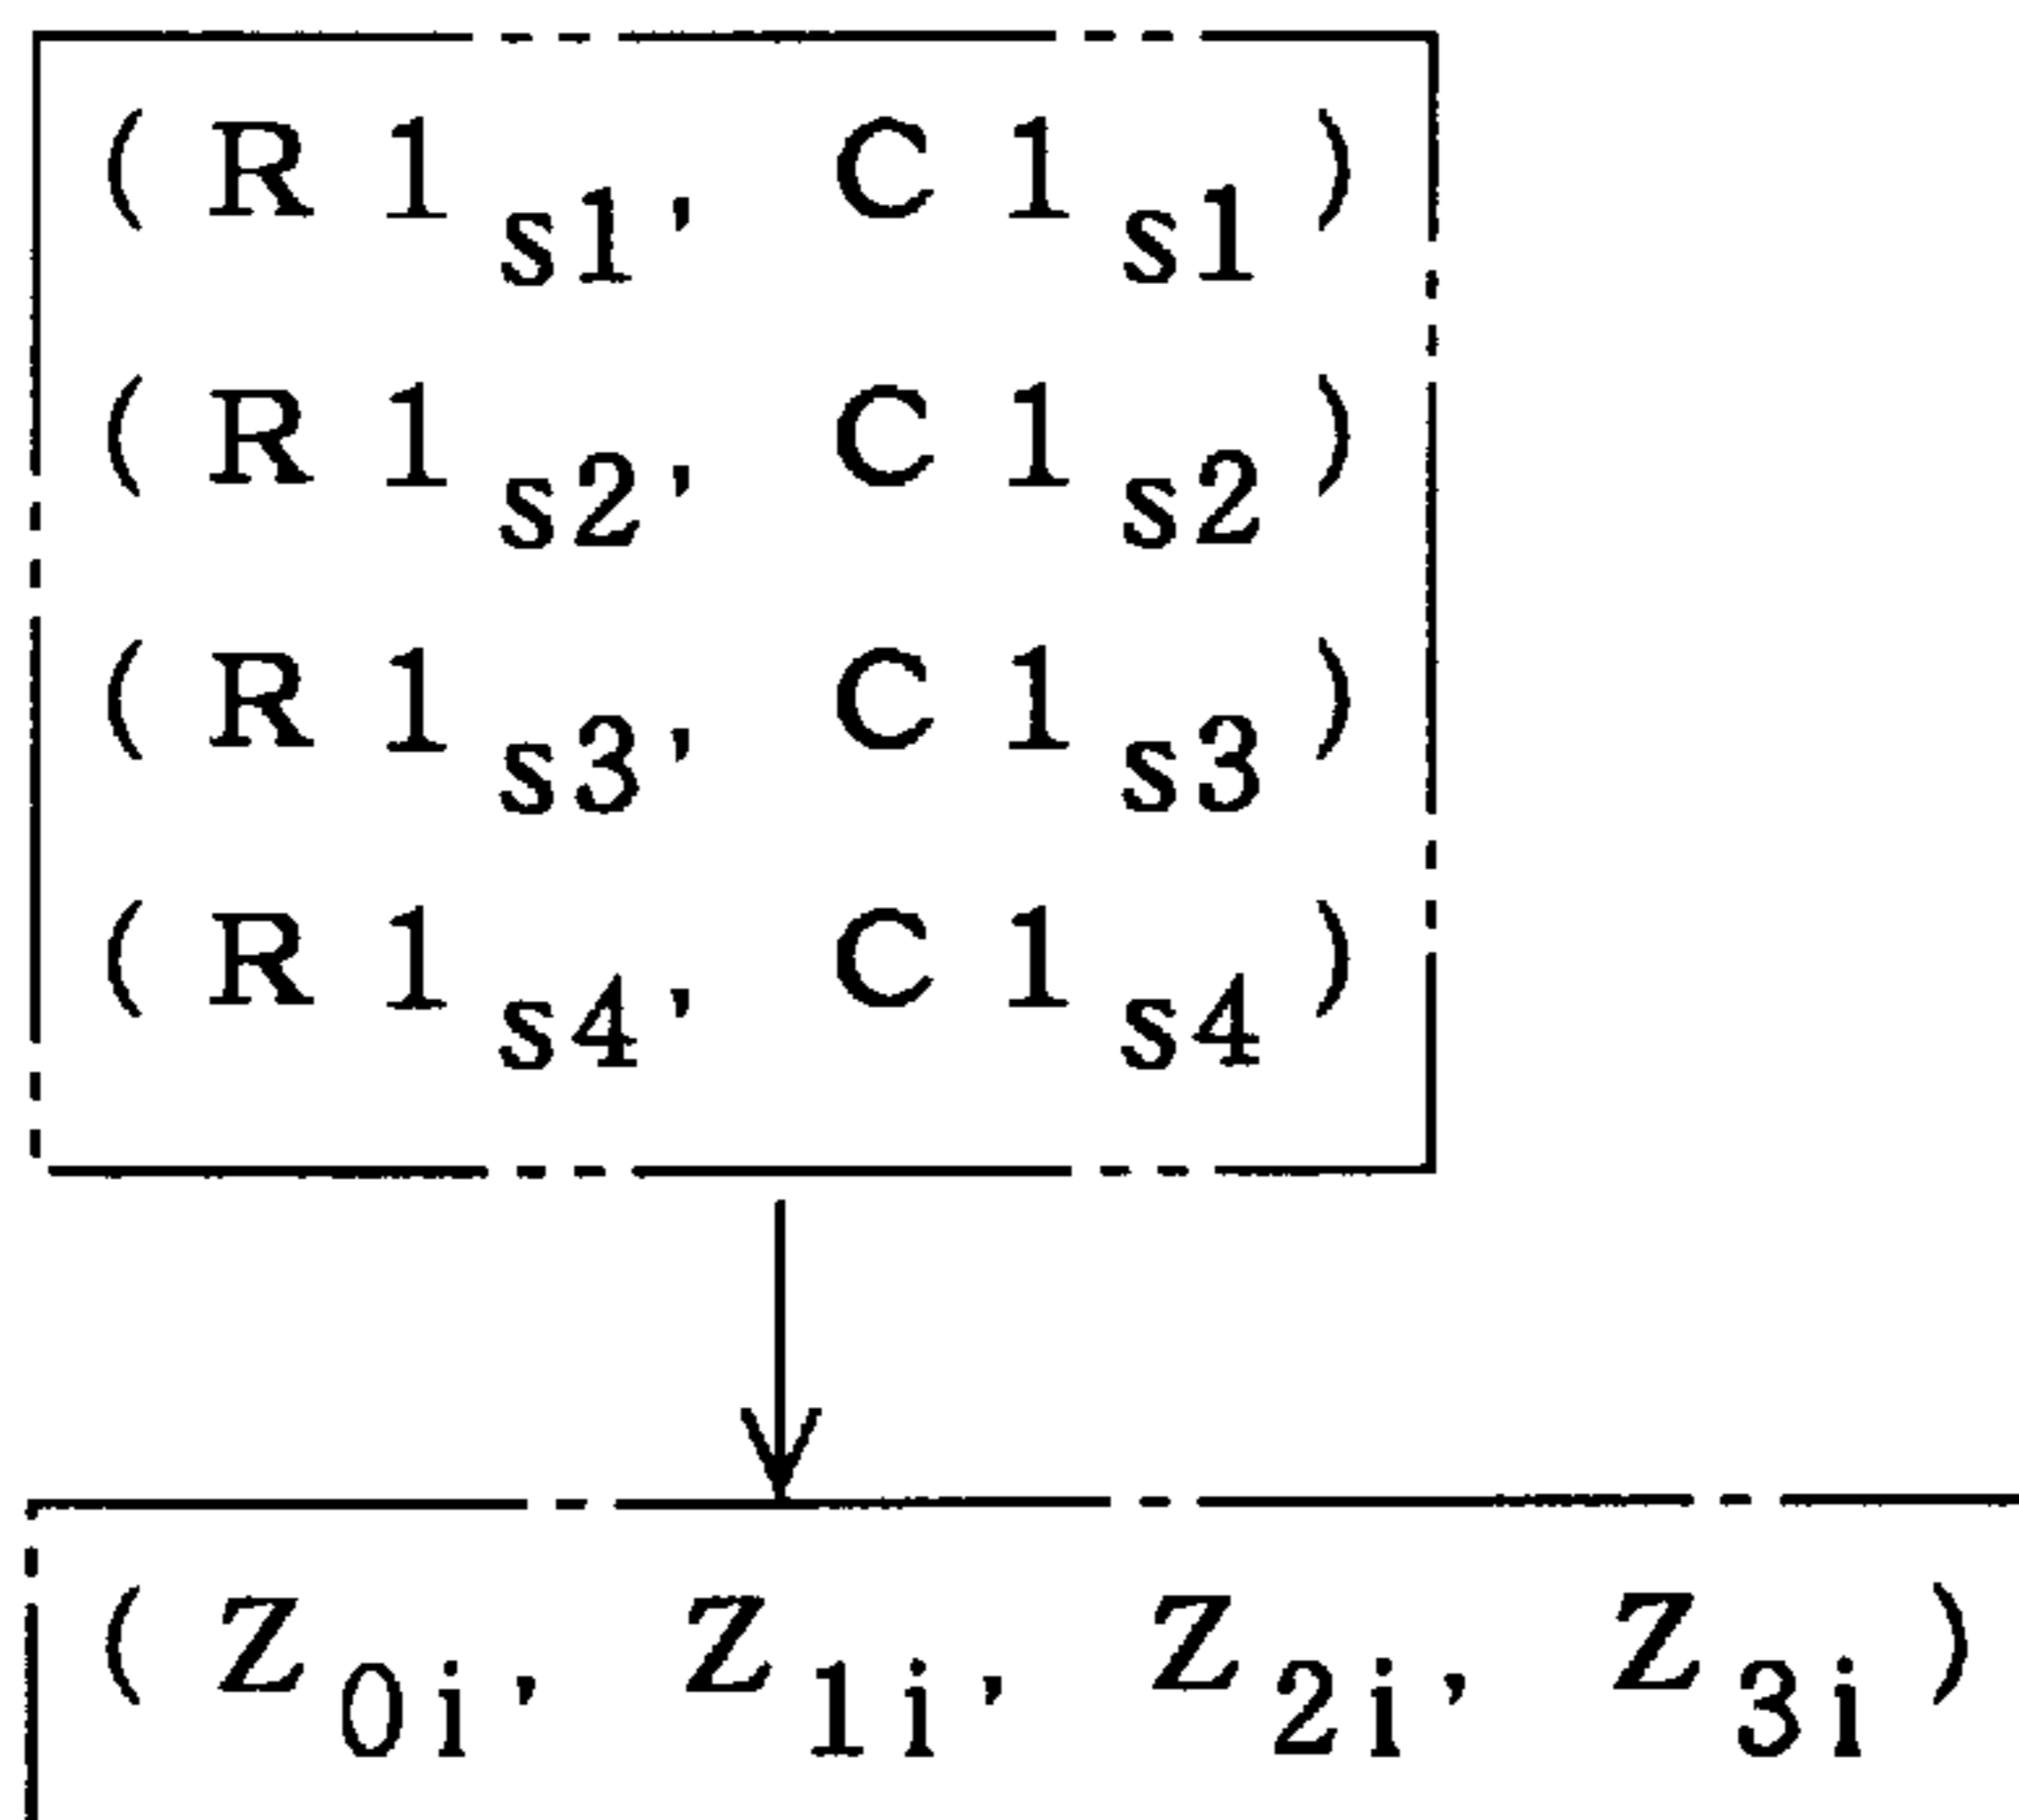 (R1s1, C1s1)
(R1s2, C1s2)
(R1s3, C1s3)
(R1s4, C1s4)
(Z0i, Z1i, Z2i, Z3i)